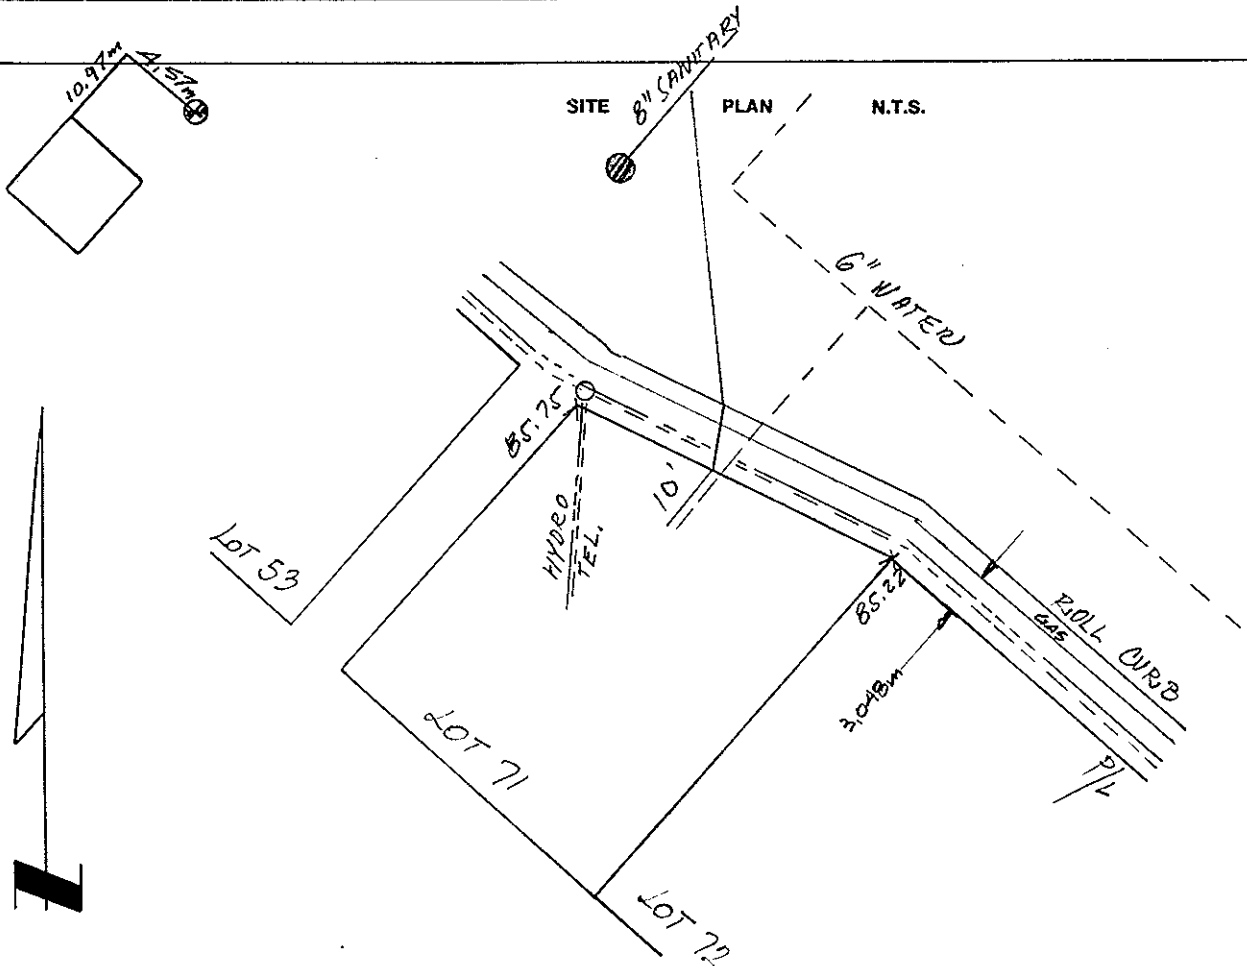 10.97m
4.57m
8" SANITARY
SITE PLAN N.T.S.
6" WATER
85.75
10'
HYDRO
TEL.
LOT 53
85.22
GAS
ROLL CURB
3,048m
LOT 71
P/L
LOT 72